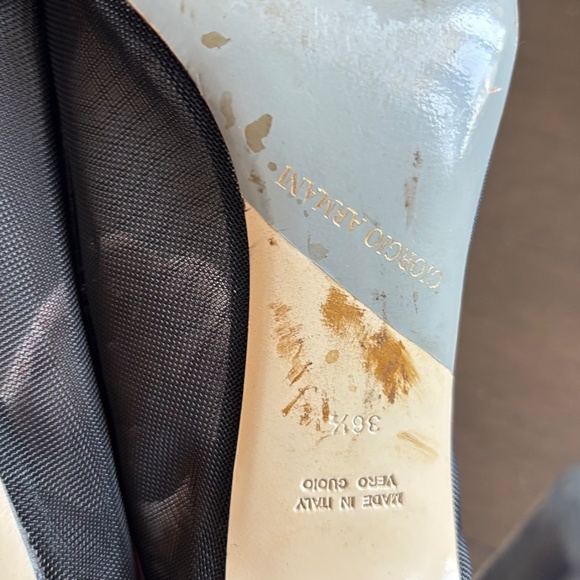 GIORGIO ARMANI
36½
MADE IN ITALY
VERO CUOIO